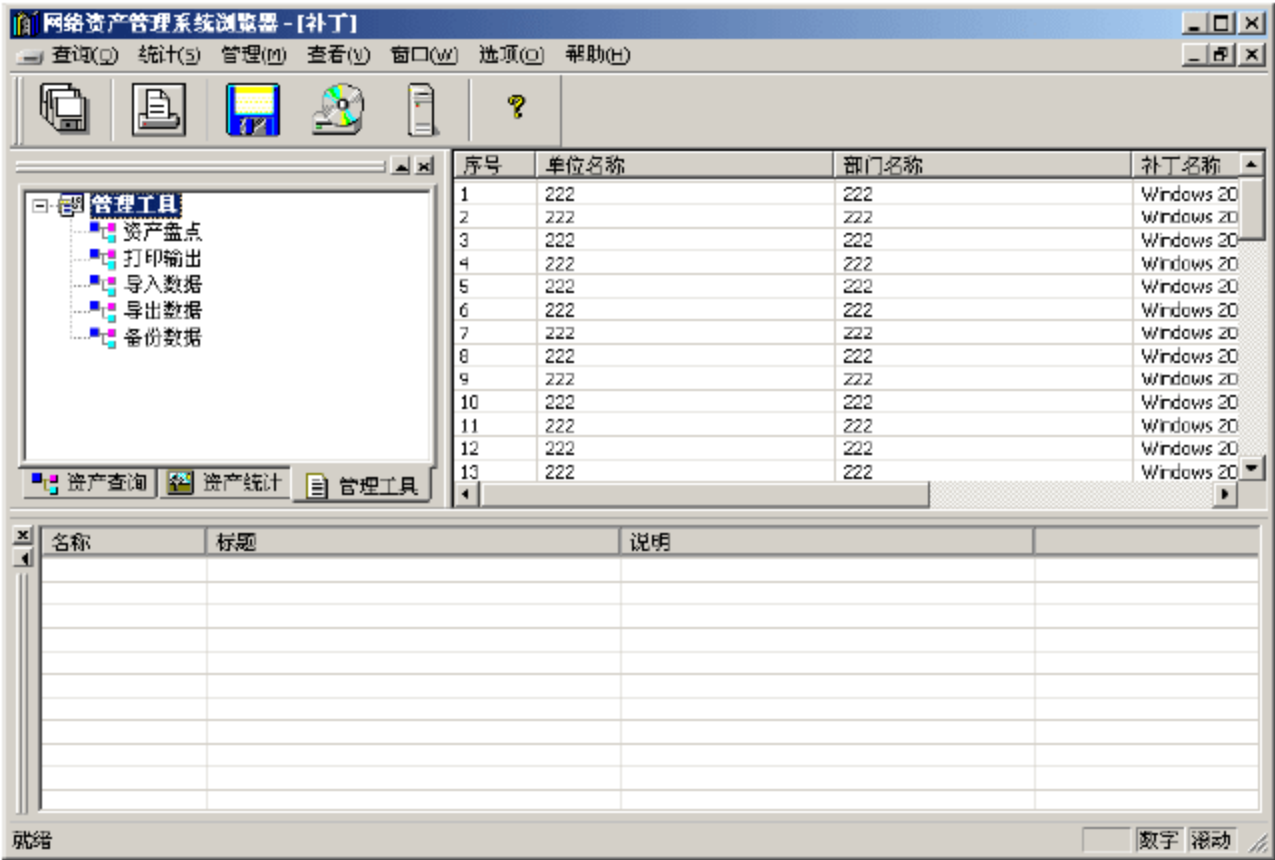 网络资产管理系统浏览器 - [补丁]
查询(Q) 统计(S) 管理(M) 查看(V) 窗口(W) 选项(O) 帮助(H)
管理工具
资产盘点
打印输出
导入数据
导出数据
备份数据
资产查询 资产统计 管理工具
序号 单位名称 部门名称 补丁名称
1 222 222 Windows 20
2 222 222 Windows 20
3 222 222 Windows 20
4 222 222 Windows 20
5 222 222 Windows 20
6 222 222 Windows 20
7 222 222 Windows 20
8 222 222 Windows 20
9 222 222 Windows 20
10 222 222 Windows 20
11 222 222 Windows 20
12 222 222 Windows 20
13 222 222 Windows 20
名称 标题 说明
就绪 数字 滚动